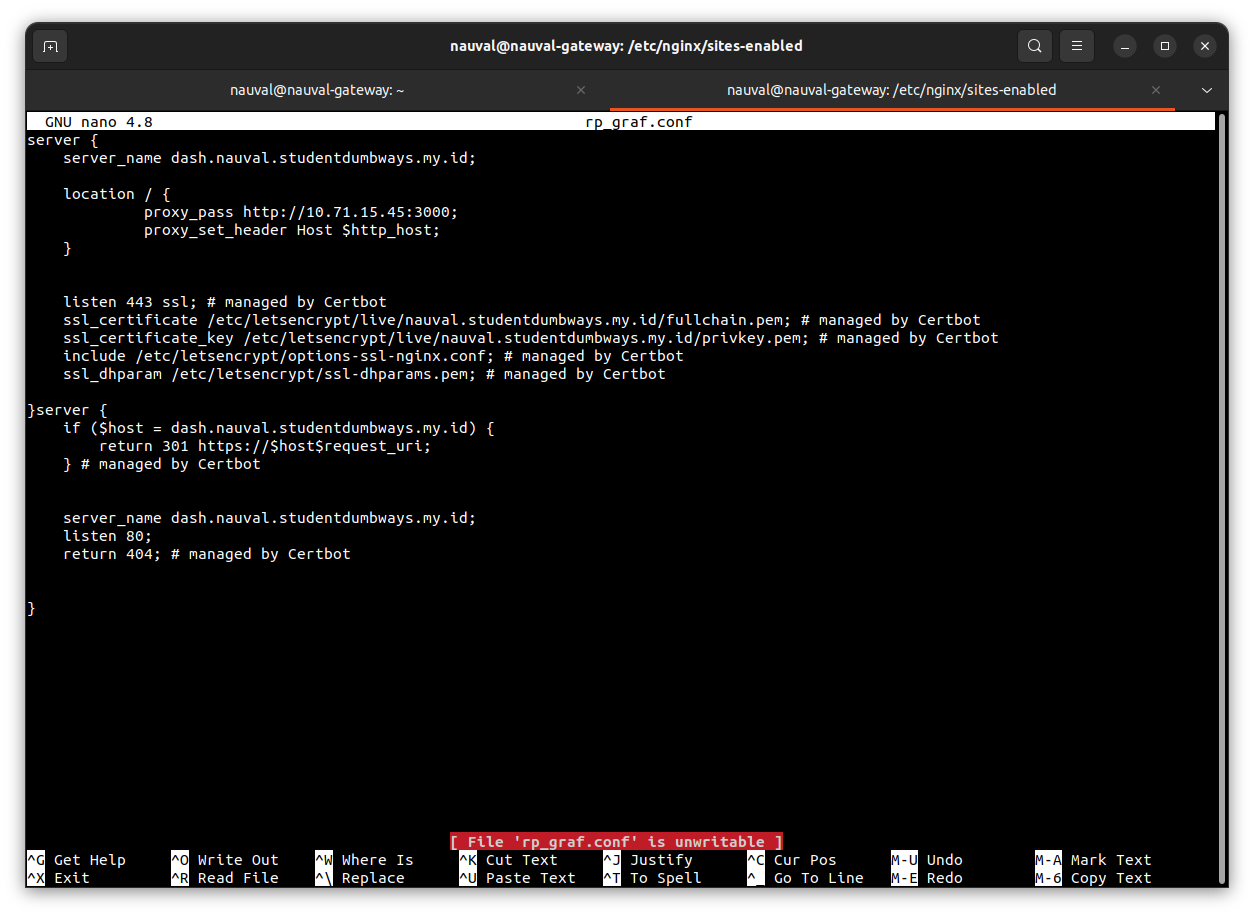 nauval@nauval-gateway: /etc/nginx/sites-enabled
nauval@nauval-gateway: ~
nauval@nauval-gateway: /etc/nginx/sites-enabled
GNU nano 4.8 rp_graf.conf
server {
    server_name dash.nauval.studentdumbways.my.id;
    location / {
             proxy_pass http://10.71.15.45:3000;
             proxy_set_header Host $http_host;
    }
    listen 443 ssl; # managed by Certbot
    ssl_certificate /etc/letsencrypt/live/nauval.studentdumbways.my.id/fullchain.pem; # managed by Certbot
    ssl_certificate_key /etc/letsencrypt/live/nauval.studentdumbways.my.id/privkey.pem; # managed by Certbot
    include /etc/letsencrypt/options-ssl-nginx.conf; # managed by Certbot
    ssl_dhparam /etc/letsencrypt/ssl-dhparams.pem; # managed by Certbot
}server {
    if ($host = dash.nauval.studentdumbways.my.id) {
        return 301 https://$host$request_uri;
    } # managed by Certbot
    server_name dash.nauval.studentdumbways.my.id;
    listen 80;
    return 404; # managed by Certbot
}
[ File 'rp_graf.conf' is unwritable ]
^G Get Help ^O Write Out ^W Where Is ^K Cut Text ^J Justify ^C Cur Pos M-U Undo M-A Mark Text
^X Exit ^R Read File ^\ Replace ^U Paste Text ^T To Spell ^_ Go To Line M-E Redo M-6 Copy Text